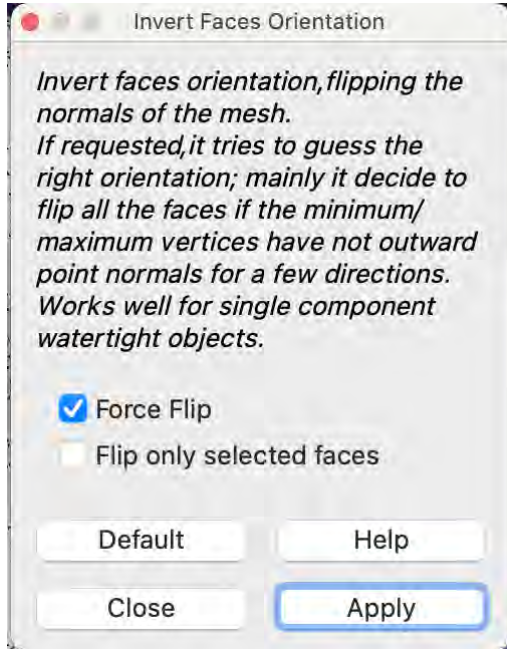 Invert Faces Orientation
Invert faces orientation,flipping the
normals of the mesh.
If requested,it tries to guess the
right orientation; mainly it decide to
flip all the faces if the minimum/
maximum vertices have not outward
point normals for a few directions.
Works well for single component
watertight objects.
Force Flip
Flip only selected faces
Default
Help
Close
Apply